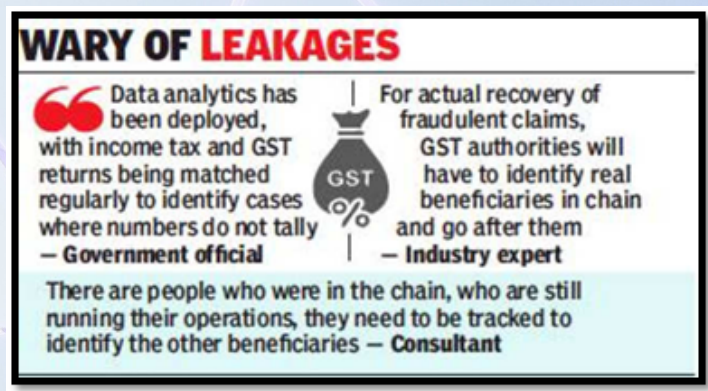 WARY OF LEAKAGES
Data analytics has
been deployed,
with income tax and GST
returns being matched
regularly to identify cases
where numbers do not tally
— Government official
GST
%
For actual recovery of
fraudulent claims,
GST authorities will
have to identify real
beneficiaries in chain
and go after them
— Industry expert
There are people who were in the chain, who are still
running their operations, they need to be tracked to
identify the other beneficiaries — Consultant